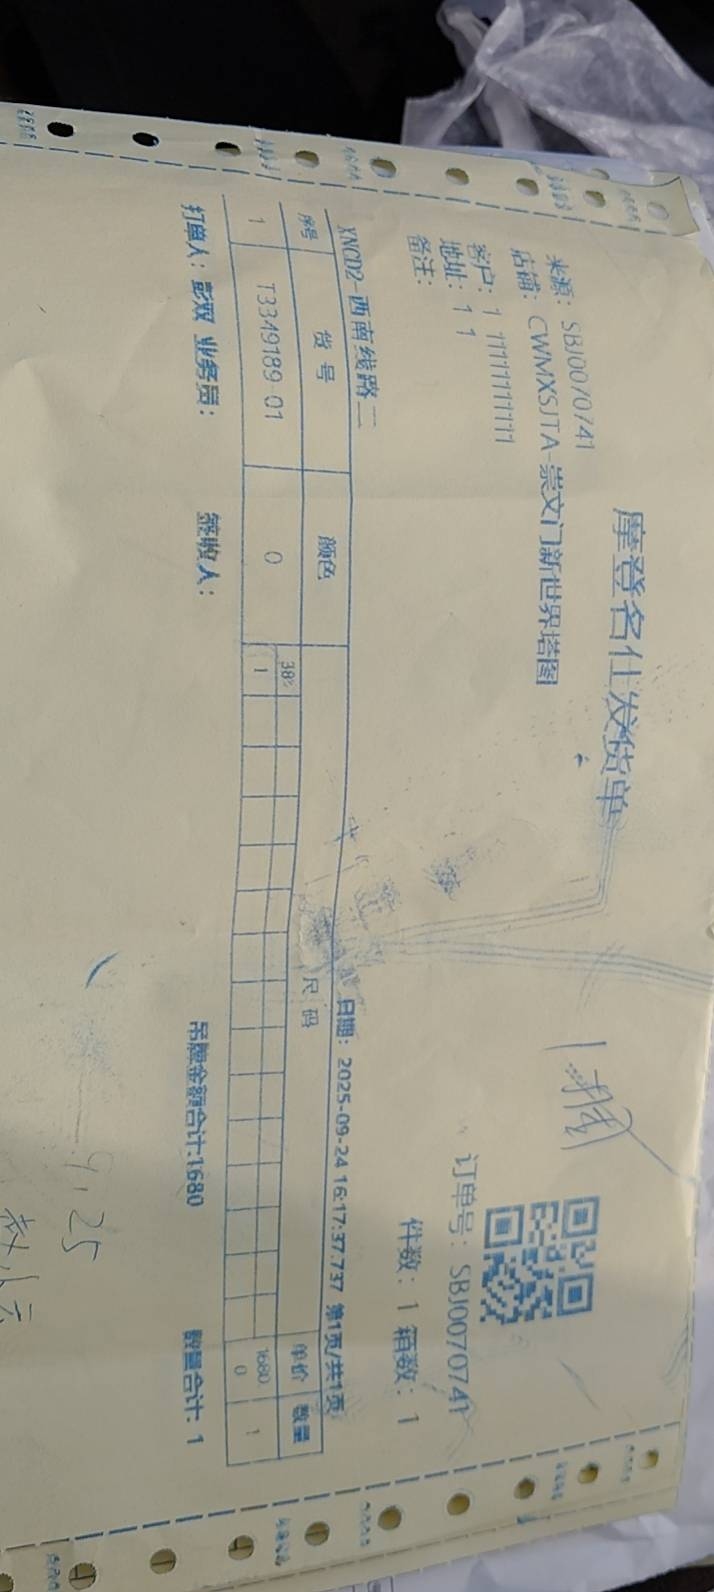 摩登名仕发货单
来源: SBJ0070741
店铺: CWMXSJTA-崇文门新世界塔图
订单号: SBJ0070741
客户: 1 11111111111
件数: 1 箱数: 1
地址: 1 1
备注:
XNCD2-西南线路二 日期: 2025-09-24 16:17:37.737 第1页/共1页
序号 货号 颜色 尺码 单价 数量
38
1 T3349189-01 0 1 1680.0 1
打单人: 彭双 业务员: 签收人: 吊牌金额合计:1680 数量合计: 1
9.25